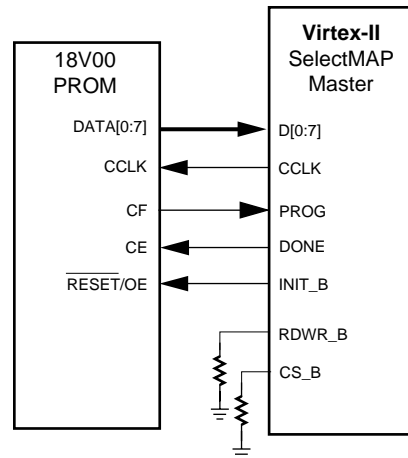 18V00
PROM
DATA[0:7]
CCLK
CF
CE
RESET/OE
Virtex-II
SelectMAP
Master
D[0:7]
CCLK
PROG
DONE
INIT_B
RDWR_B
CS_B